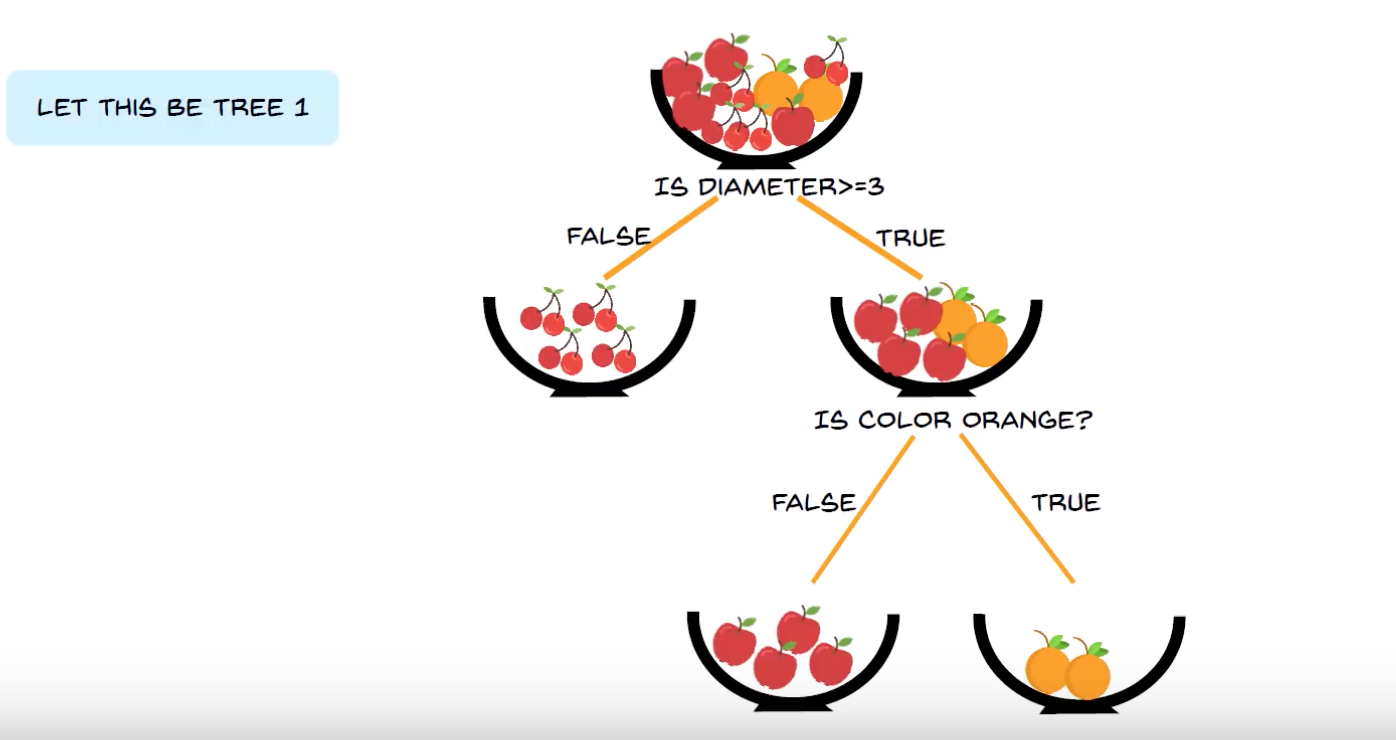 LET THIS BE TREE 1
IS DIAMETER>=3
FALSE
TRUE
IS COLOR ORANGE?
FALSE
TRUE